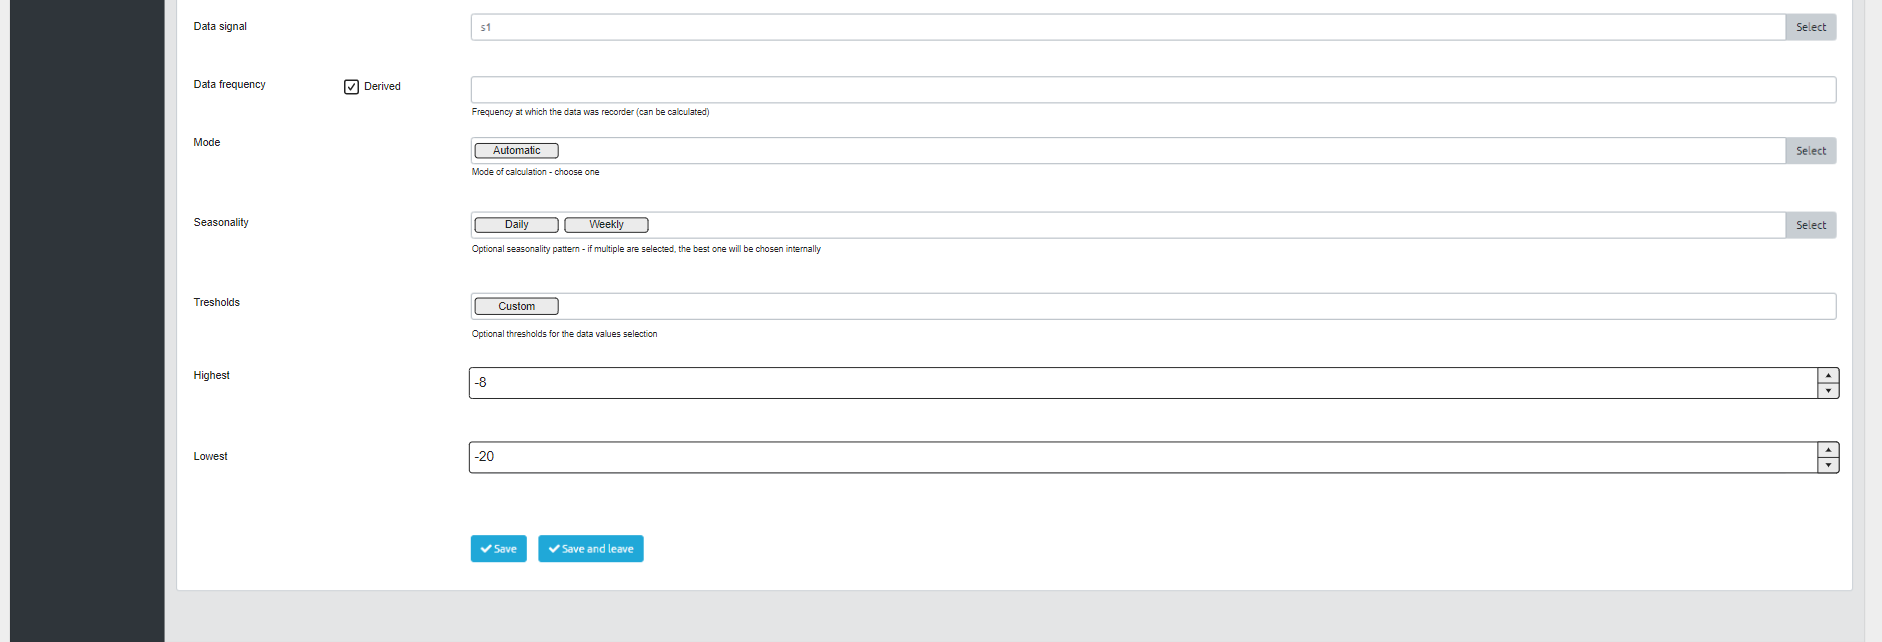 Data signal
s1
Select
Data frequency
Derived
Frequency at which the data was recorder (can be calculated)
Mode
Automatic
Select
Mode of calculation - choose one
Seasonality
Daily
Weekly
Select
Optional seasonality pattern - if multiple are selected, the best one will be chosen internally
Tresholds
Custom
Optional thresholds for the data values selection
Highest
-8
Lowest
-20
Save
Save and leave